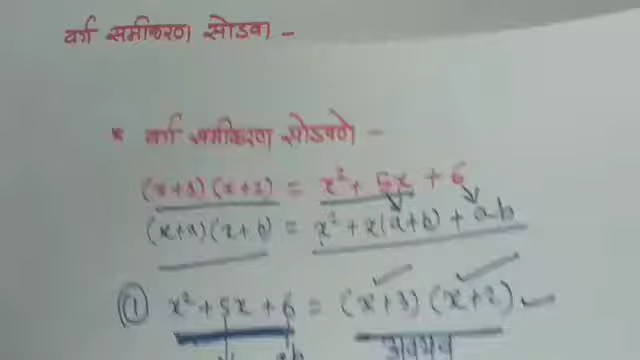 वर्ग समीकरण सोडवा -
* वर्ग समीकरण सोडवणे -
(x+3)(x+2) = x² + 5x + 6
(x+a)(x+b) = x² + x(a+b) + ab
① x² + 5x + 6 = (x+3)(x+2)
अवयव